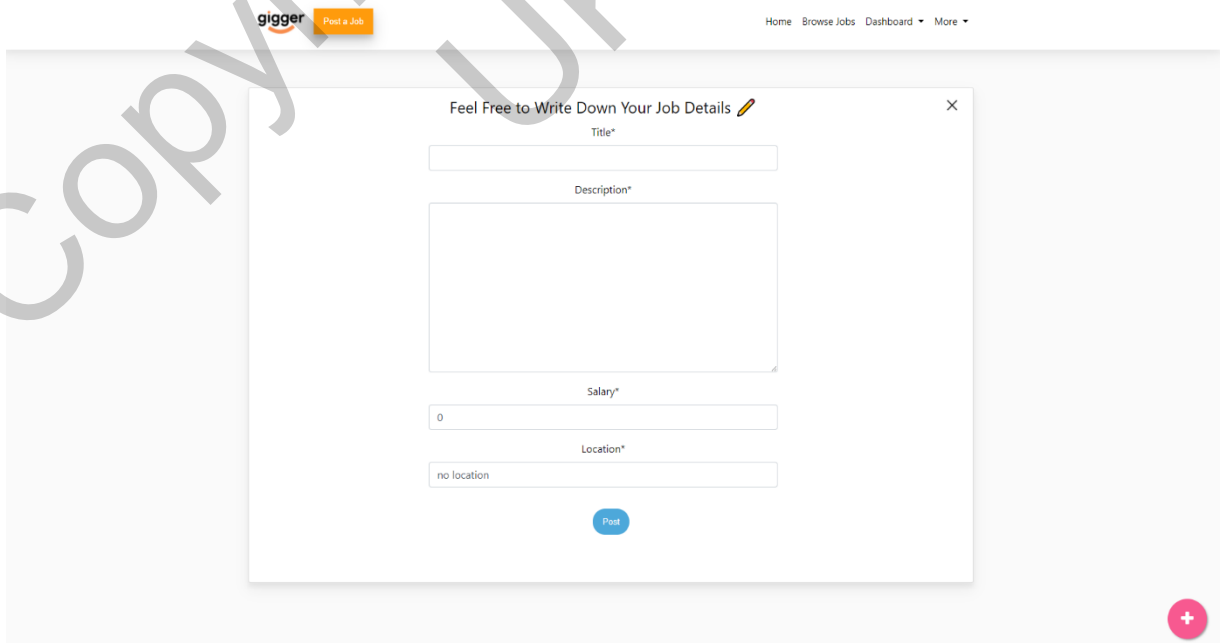 gigger
Post a Job
Home Browse Jobs Dashboard More
Feel Free to Write Down Your Job Details
Title*
Description*
Salary*
0
Location*
no location
Post
+
Copy